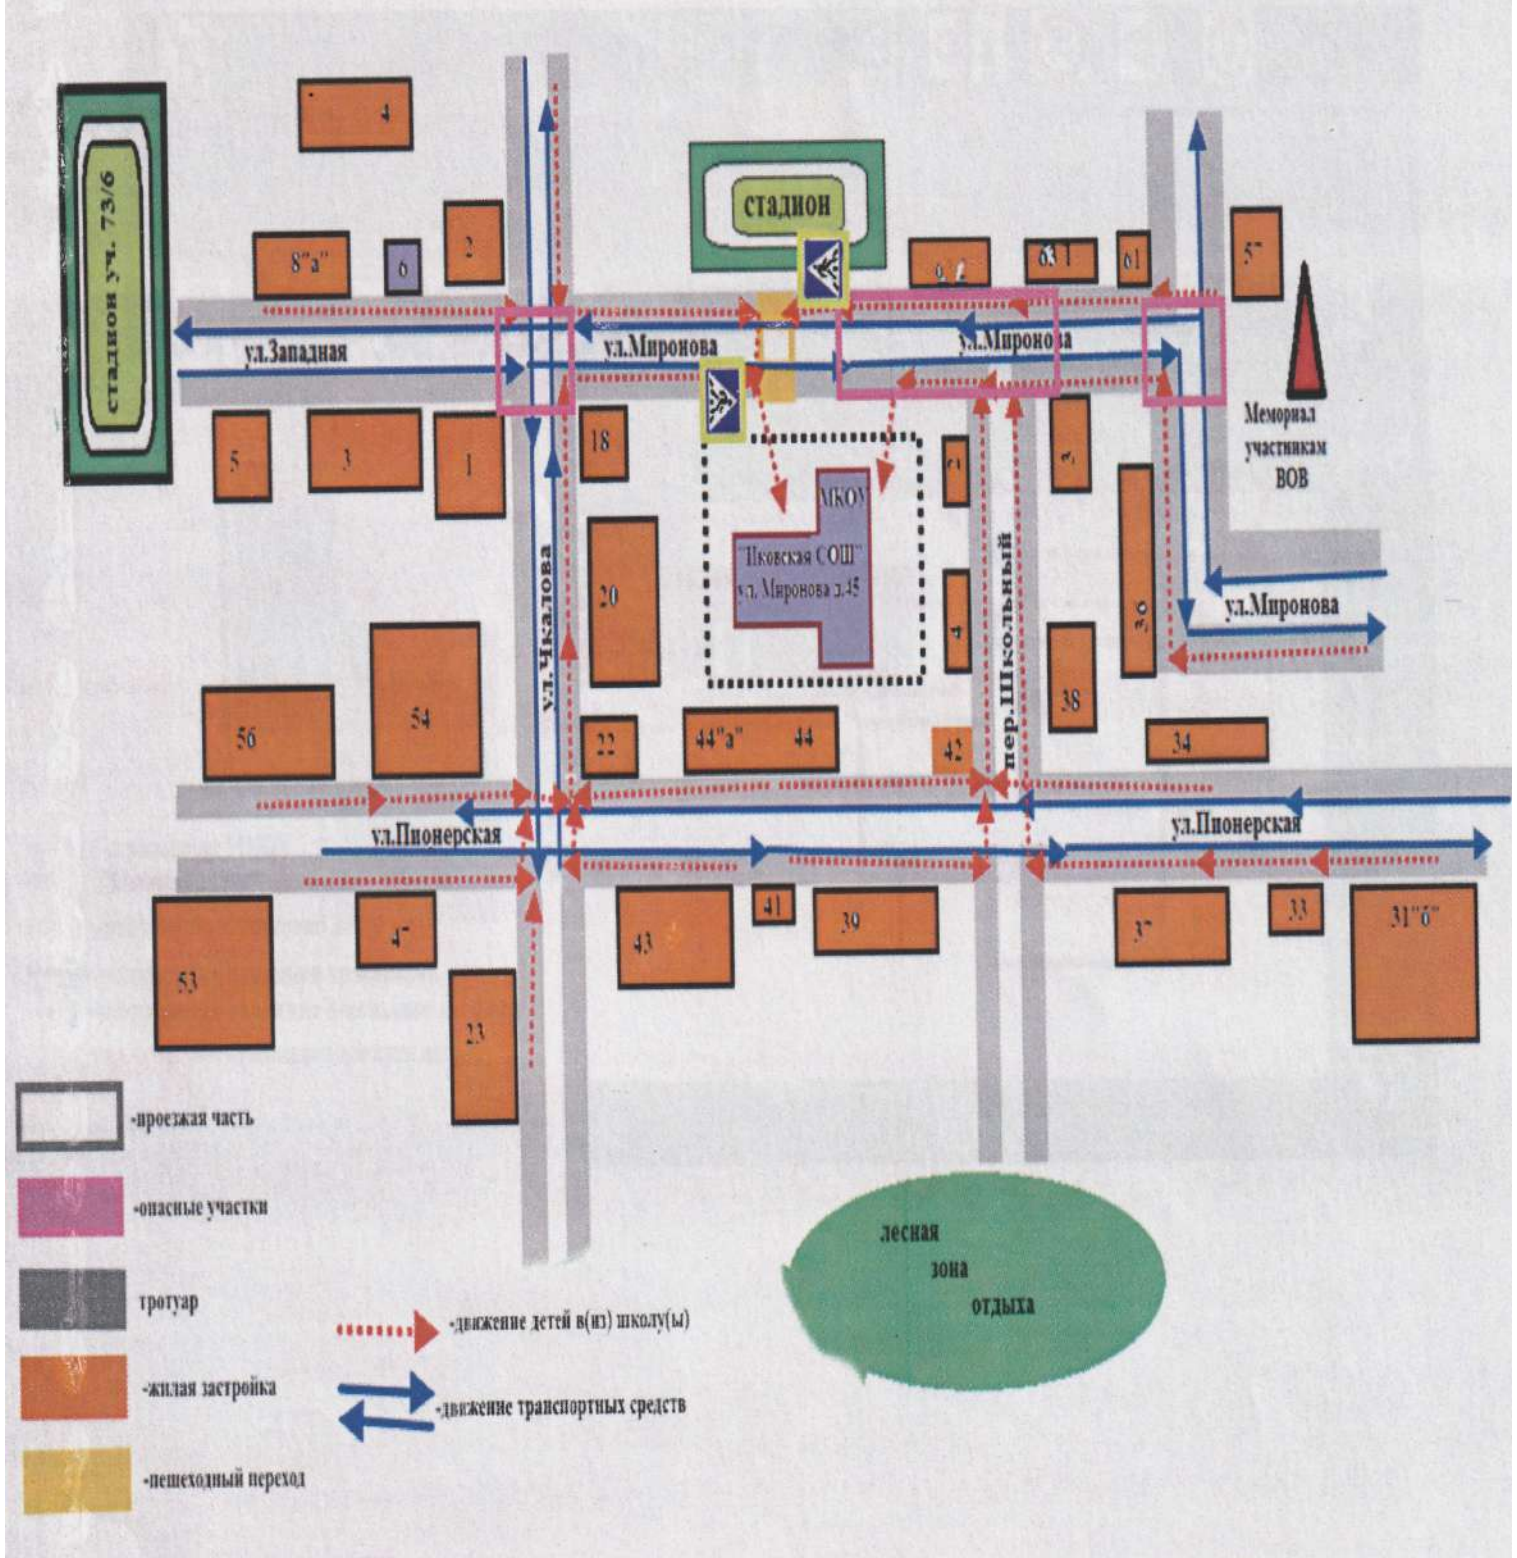 4
стадион уч. 73/б
8"а"
6
2
стадион
61
ул.Западная
ул.Миронова
ул.Миронова
Мемориал
участникам
ВОВ
5
3
1
18
МКОУ
СОШ"
ул. Миронова д.45
20
4
ул.Чкалова
пер.Школьный
ул.Миронова
38
56
54
22
44"а"
44
42
34
ул.Пионерская
ул.Пионерская
53
23
43
41
39
37
33
31"б"
-проезжая часть
-опасные участки
тротуар
-жилая застройка
-пешеходный переход
-движение детей в(из) школу(ы)
-движение транспортных средств
лесная
зона
отдыха